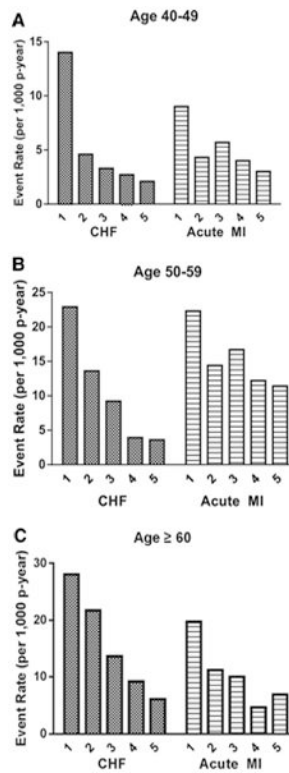 A
Age 40-49
Event Rate (per 1,000 p-year)
15
10
5
0
1 2 3 4 5 1 2 3 4 5
CHF Acute MI
B
Age 50-59
Event Rate (per 1,000 p-year)
25
20
15
10
5
0
1 2 3 4 5 1 2 3 4 5
CHF Acute MI
C
Age ≥ 60
Event Rate (per 1,000 p-year)
30
20
10
0
1 2 3 4 5 1 2 3 4 5
CHF Acute MI